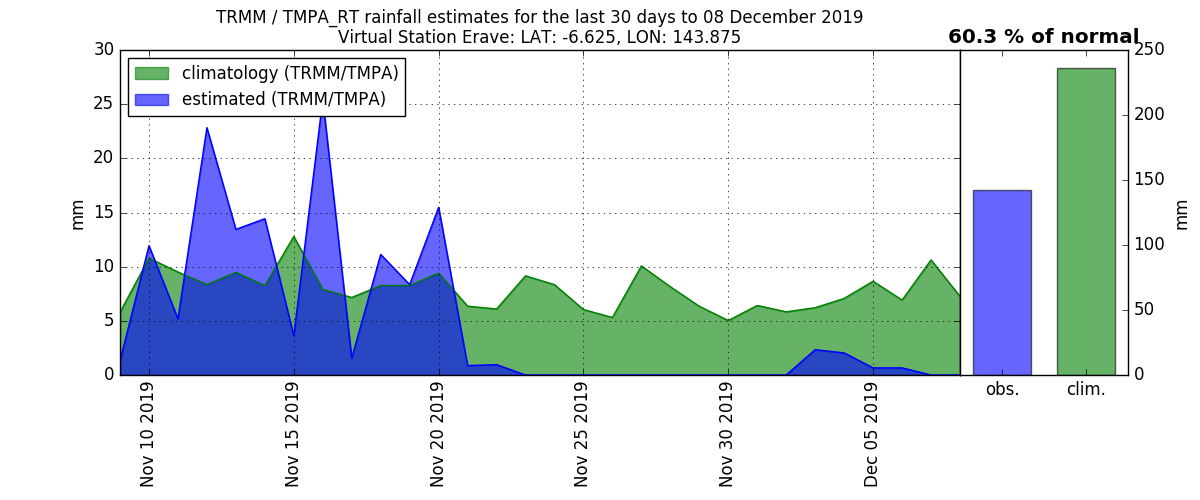 TRMM / TMPA_RT rainfall estimates for the last 30 days to 08 December 2019
Virtual Station Erave: LAT: -6.625, LON: 143.875
60.3 % of normal
climatology (TRMM/TMPA)
estimated (TRMM/TMPA)
30
25
20
15
10
5
0
mm
Nov 10 2019
Nov 15 2019
Nov 20 2019
Nov 25 2019
Nov 30 2019
Dec 05 2019
obs.
clim.
250
200
150
100
50
0
mm